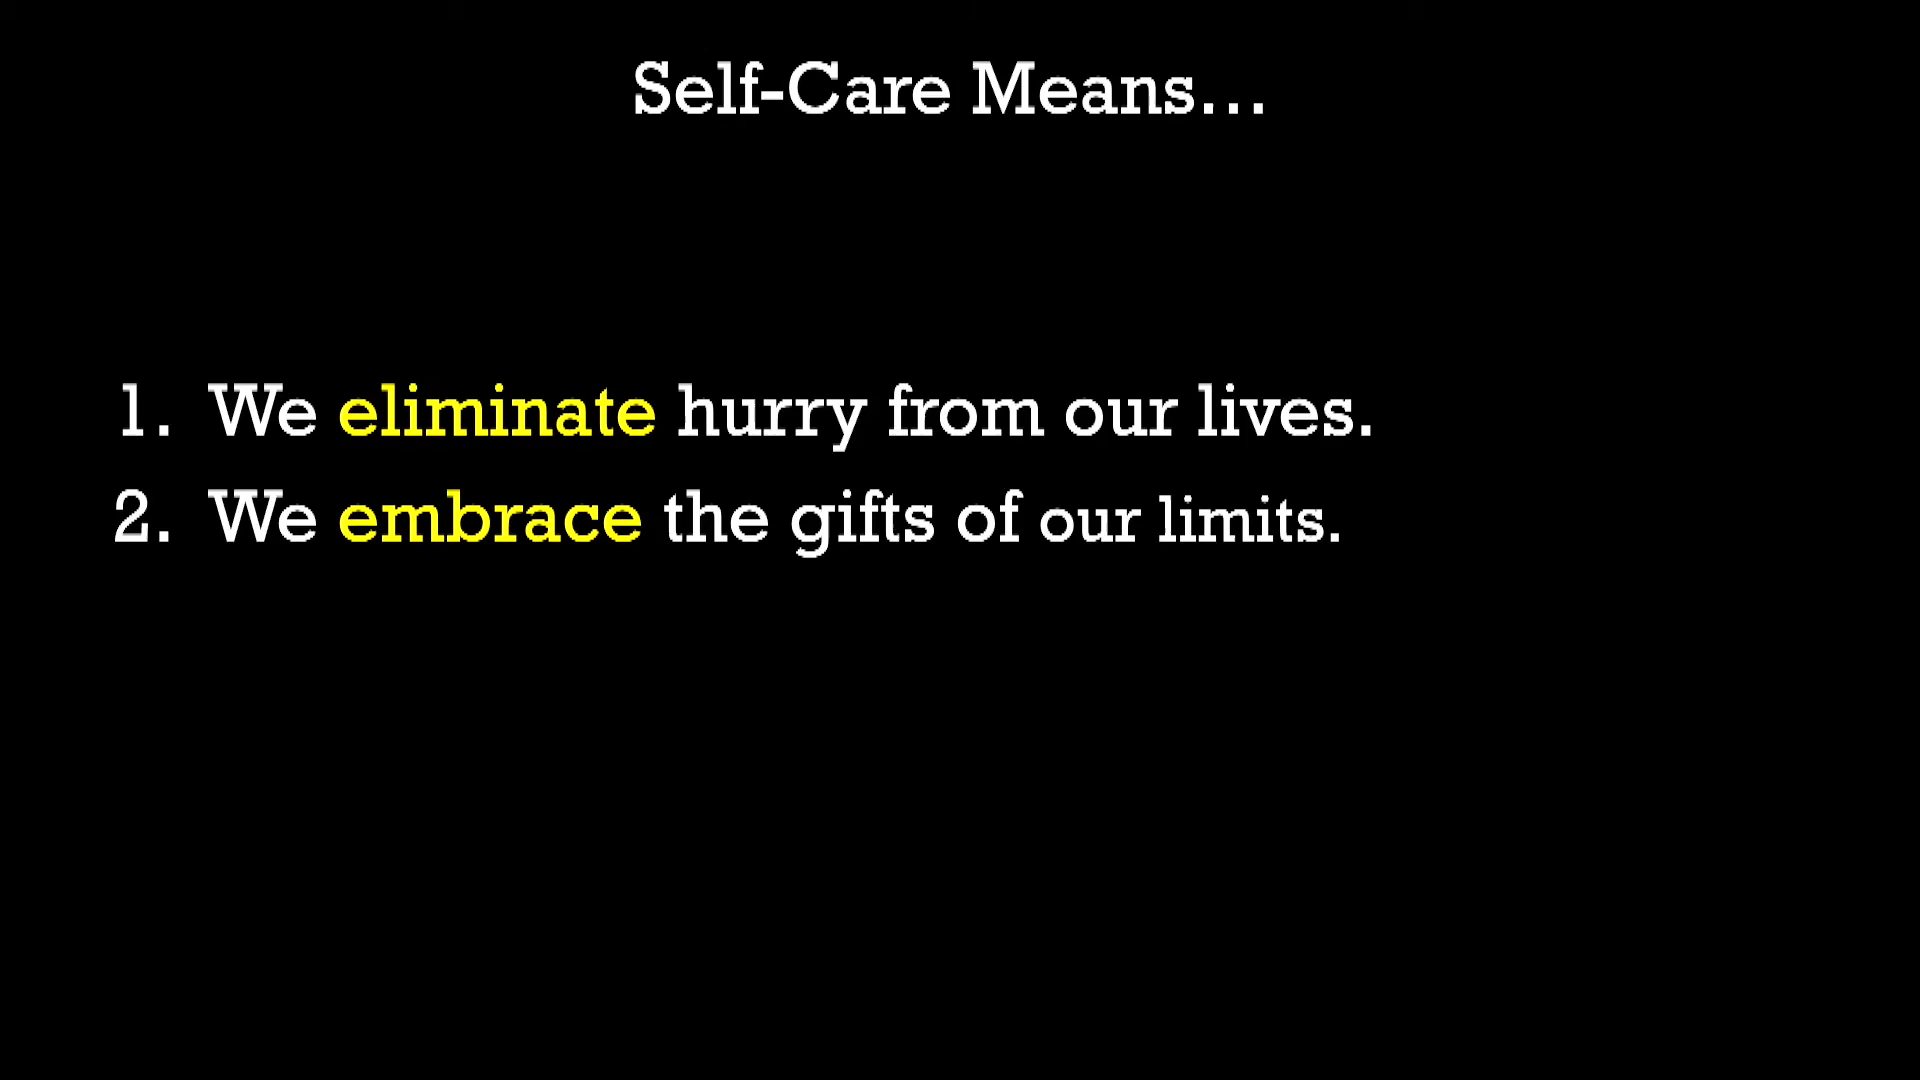 Self-Care Means...
1. We eliminate hurry from our lives.
2. We embrace the gifts of our limits.